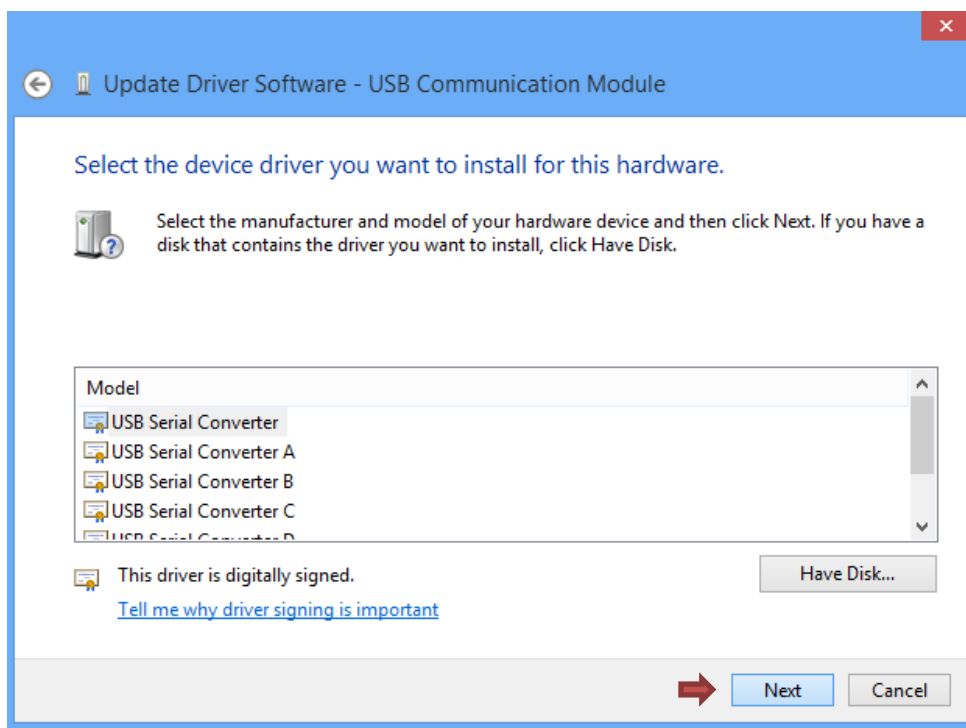 Update Driver Software - USB Communication Module
Select the device driver you want to install for this hardware.
Select the manufacturer and model of your hardware device and then click Next. If you have a
disk that contains the driver you want to install, click Have Disk.
Model
USB Serial Converter
USB Serial Converter A
USB Serial Converter B
USB Serial Converter C
USB Serial Converter D
This driver is digitally signed.
Have Disk...
Tell me why driver signing is important
Next
Cancel